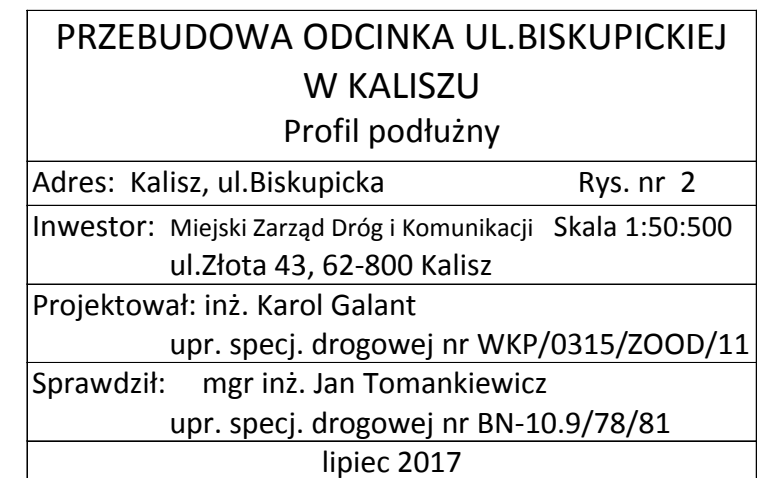 PRZEBUDOWA ODCINKA UL.BISKUPICKIEJ
W KALISZU
Profil podłużny
Adres: Kalisz, ul.Biskupicka Rys. nr 2
Inwestor: Miejski Zarząd Dróg i Komunikacji Skala 1:50:500
ul.Złota 43, 62-800 Kalisz
Projektował: inż. Karol Galant
upr. specj. drogowej nr WKP/0315/ZOOD/11
Sprawdził: mgr inż. Jan Tomankiewicz
upr. specj. drogowej nr BN-10.9/78/81
lipiec 2017